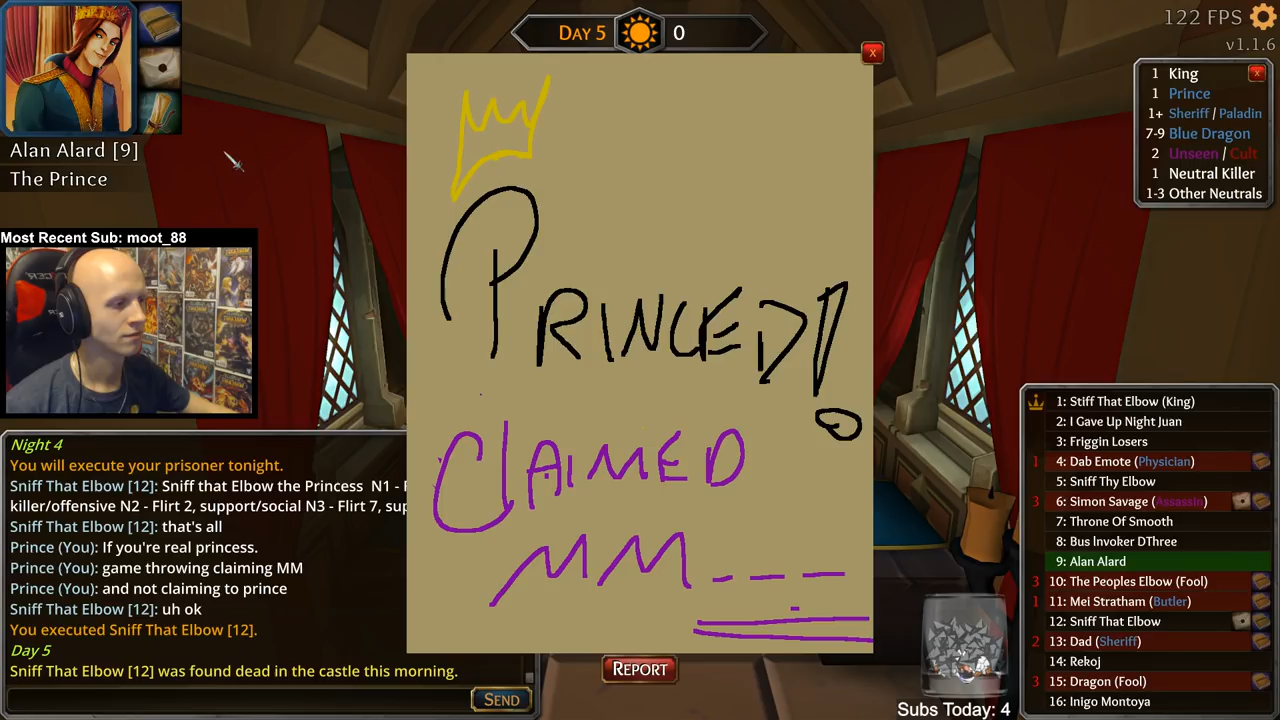 DAY 5 0
122 FPS
v1.1.6
x
1 King x
1 Prince
1+ Sheriff / Paladin
7-9 Blue Dragon
2 Unseen / Cult
1 Neutral Killer
1-3 Other Neutrals
Alan Alard [9]
The Prince
Most Recent Sub: moot_88
PRINCED!
CLAIMED
MM _ _ _ .
Night 4
You will execute your prisoner tonight.
Sniff That Elbow [12]: Sniff that Elbow the Princess N1 -
killer/offensive N2 - Flirt 2, support/social N3 - Flirt 7, sup
Sniff That Elbow [12]: that's all
Prince (You): If you're real princess.
Prince (You): game throwing claiming MM
Prince (You): and not claiming to prince
Sniff That Elbow [12]: uh ok
You executed Sniff That Elbow [12].
Day 5
Sniff That Elbow [12] was found dead in the castle this morning.
SEND
REPORT
1: Stiff That Elbow (King)
2: I Gave Up Night Juan
3: Friggin Losers
1 4: Dab Emote (Physician)
5: Sniff Thy Elbow
3 6: Simon Savage (Assassin)
7: Throne Of Smooth
8: Bus Invoker DThree
9: Alan Alard
3 10: The Peoples Elbow (Fool)
1 11: Mei Stratham (Butler)
12: Sniff That Elbow
2 13: Dad (Sheriff)
14: Rekoj
3 15: Dragon (Fool)
16: Inigo Montoya
Subs Today: 4